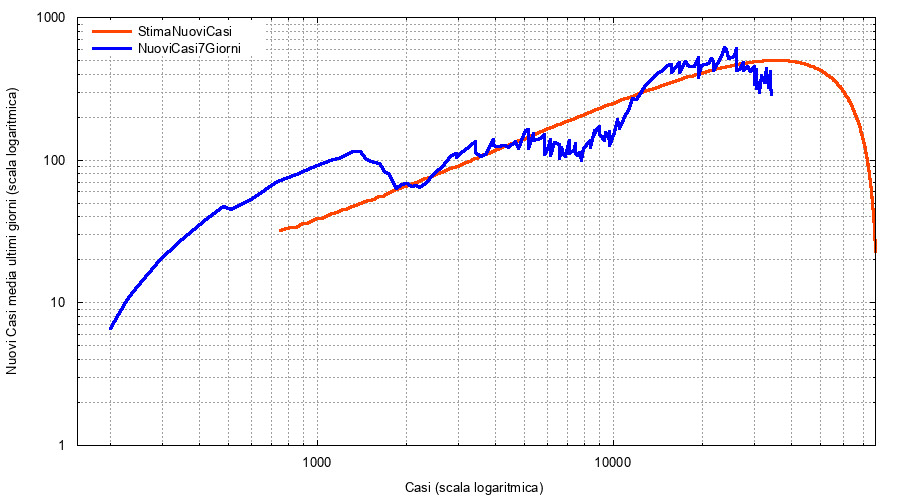 1000
StimaNuoviCasi
NuoviCasi7Giorni
100
10
1
Nuovi Casi media ultimi giorni (scala logaritmica)
1000
10000
Casi (scala logaritmica)